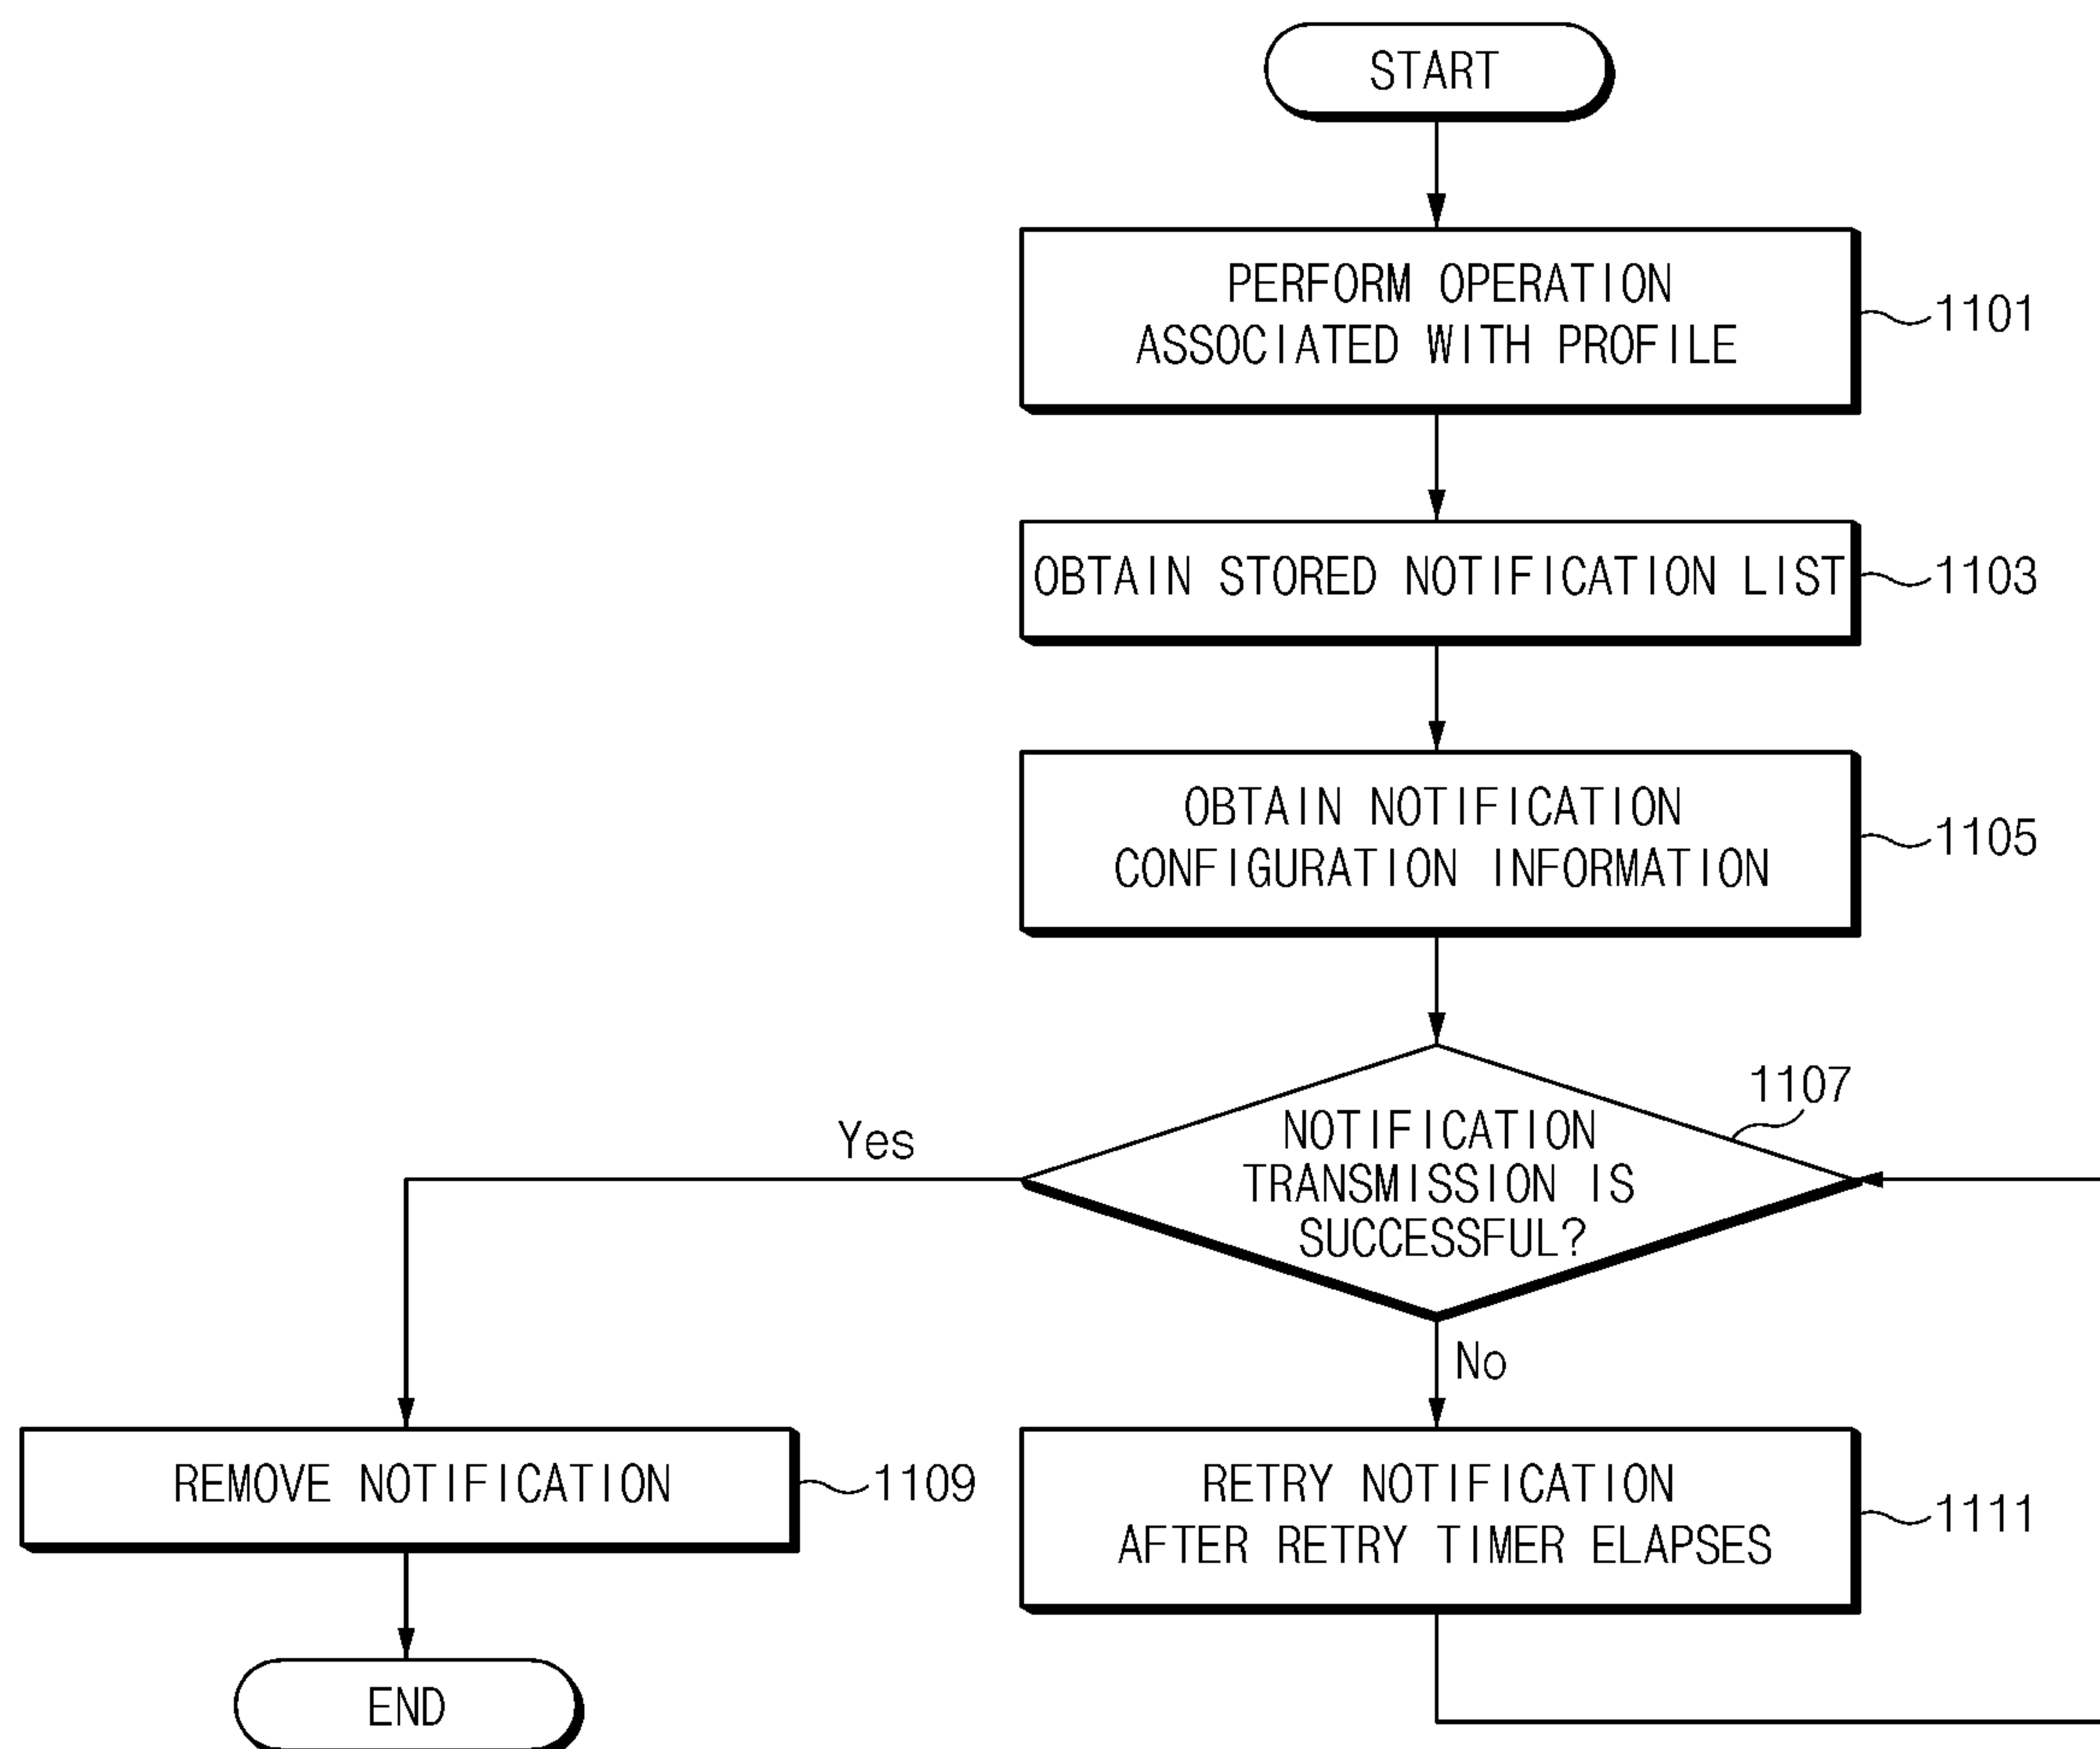 START
PERFORM OPERATION
ASSOCIATED WITH PROFILE
1101
OBTAIN STORED NOTIFICATION LIST
1103
OBTAIN NOTIFICATION
CONFIGURATION INFORMATION
1105
1107
NOTIFICATION
TRANSMISSION IS
SUCCESSFUL?
Yes
No
REMOVE NOTIFICATION
1109
RETRY NOTIFICATION
AFTER RETRY TIMER ELAPSES
1111
END